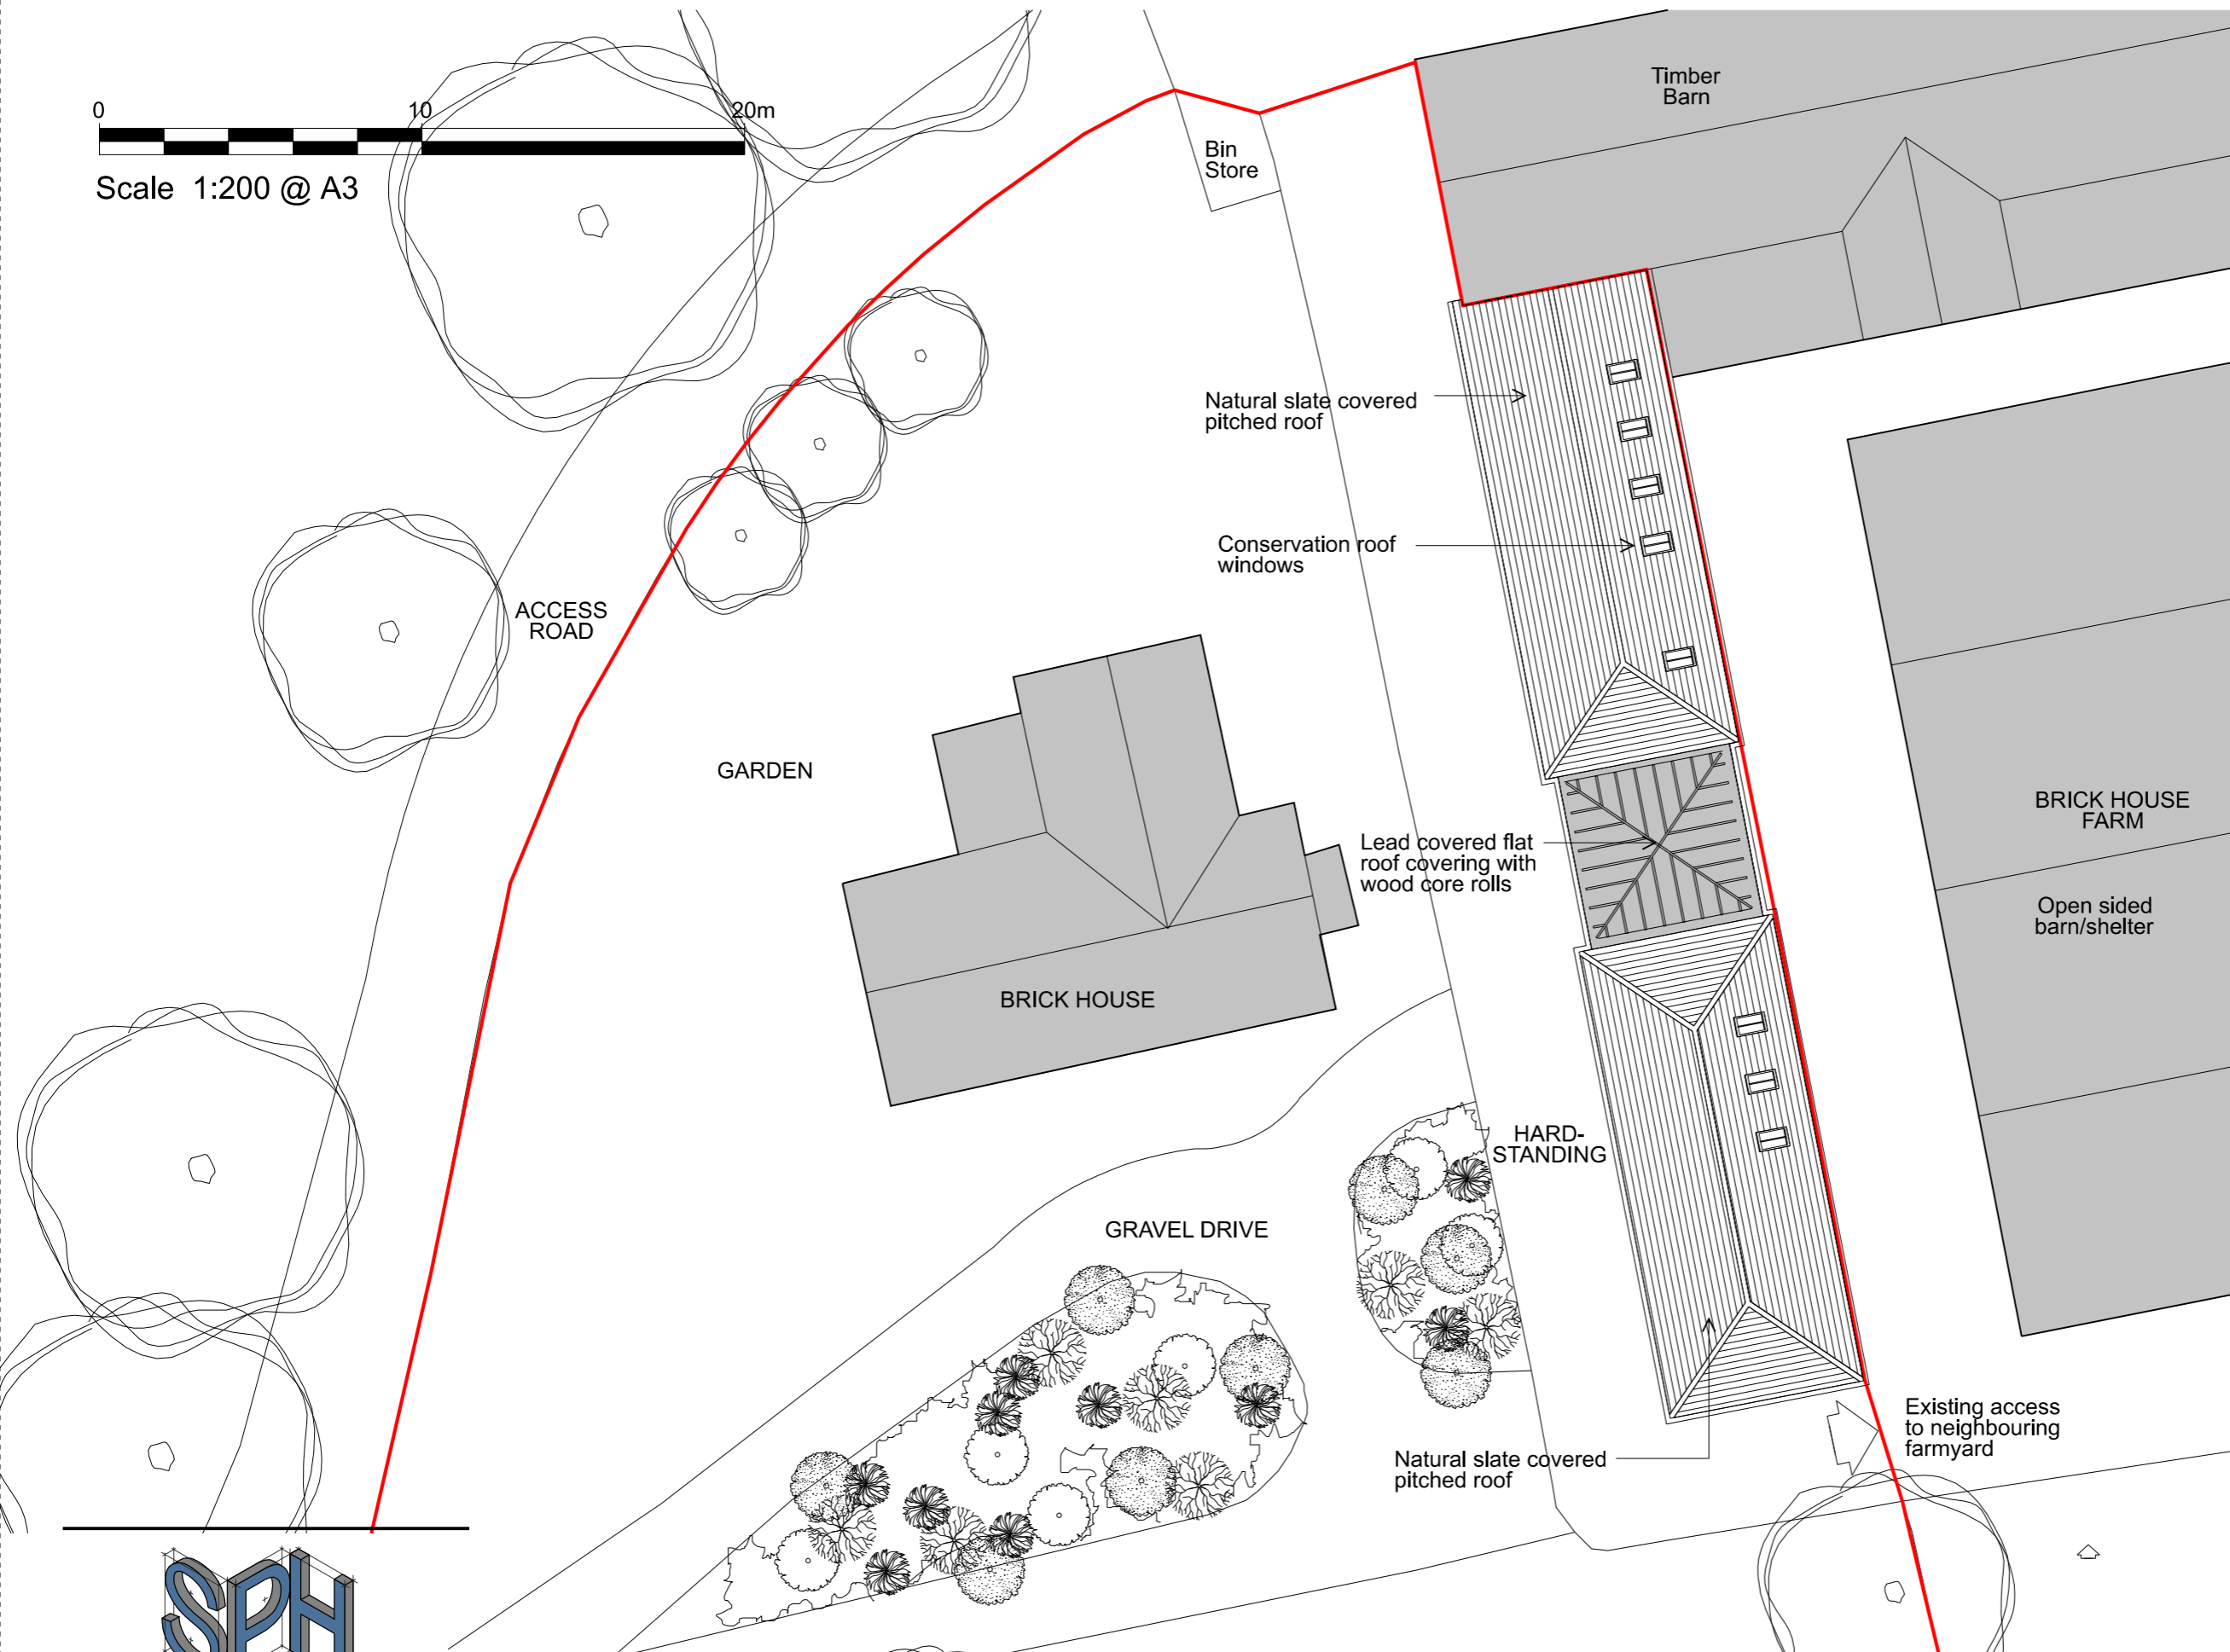 0 10 20m
Scale 1:200 @ A3
Timber
Barn
Bin
Store
Natural slate covered
pitched roof
Conservation roof
windows
ACCESS
ROAD
GARDEN
BRICK HOUSE
FARM
Lead covered flat
roof covering with
wood core rolls
Open sided
barn/shelter
BRICK HOUSE
HARD-
STANDING
GRAVEL DRIVE
Existing access
to neighbouring
farmyard
Natural slate covered
pitched roof
SPH